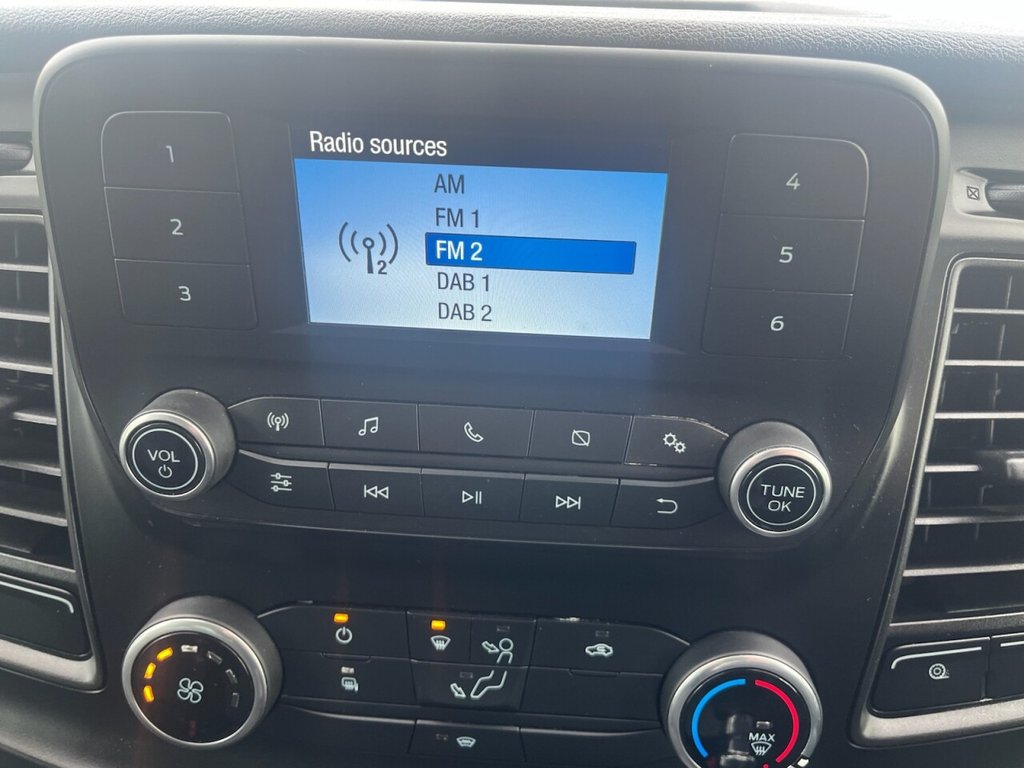 Radio sources
AM
FM 1
FM 2
DAB 1
DAB 2
2
1
2
3
4
5
6
VOL
TUNE
OK
MAX